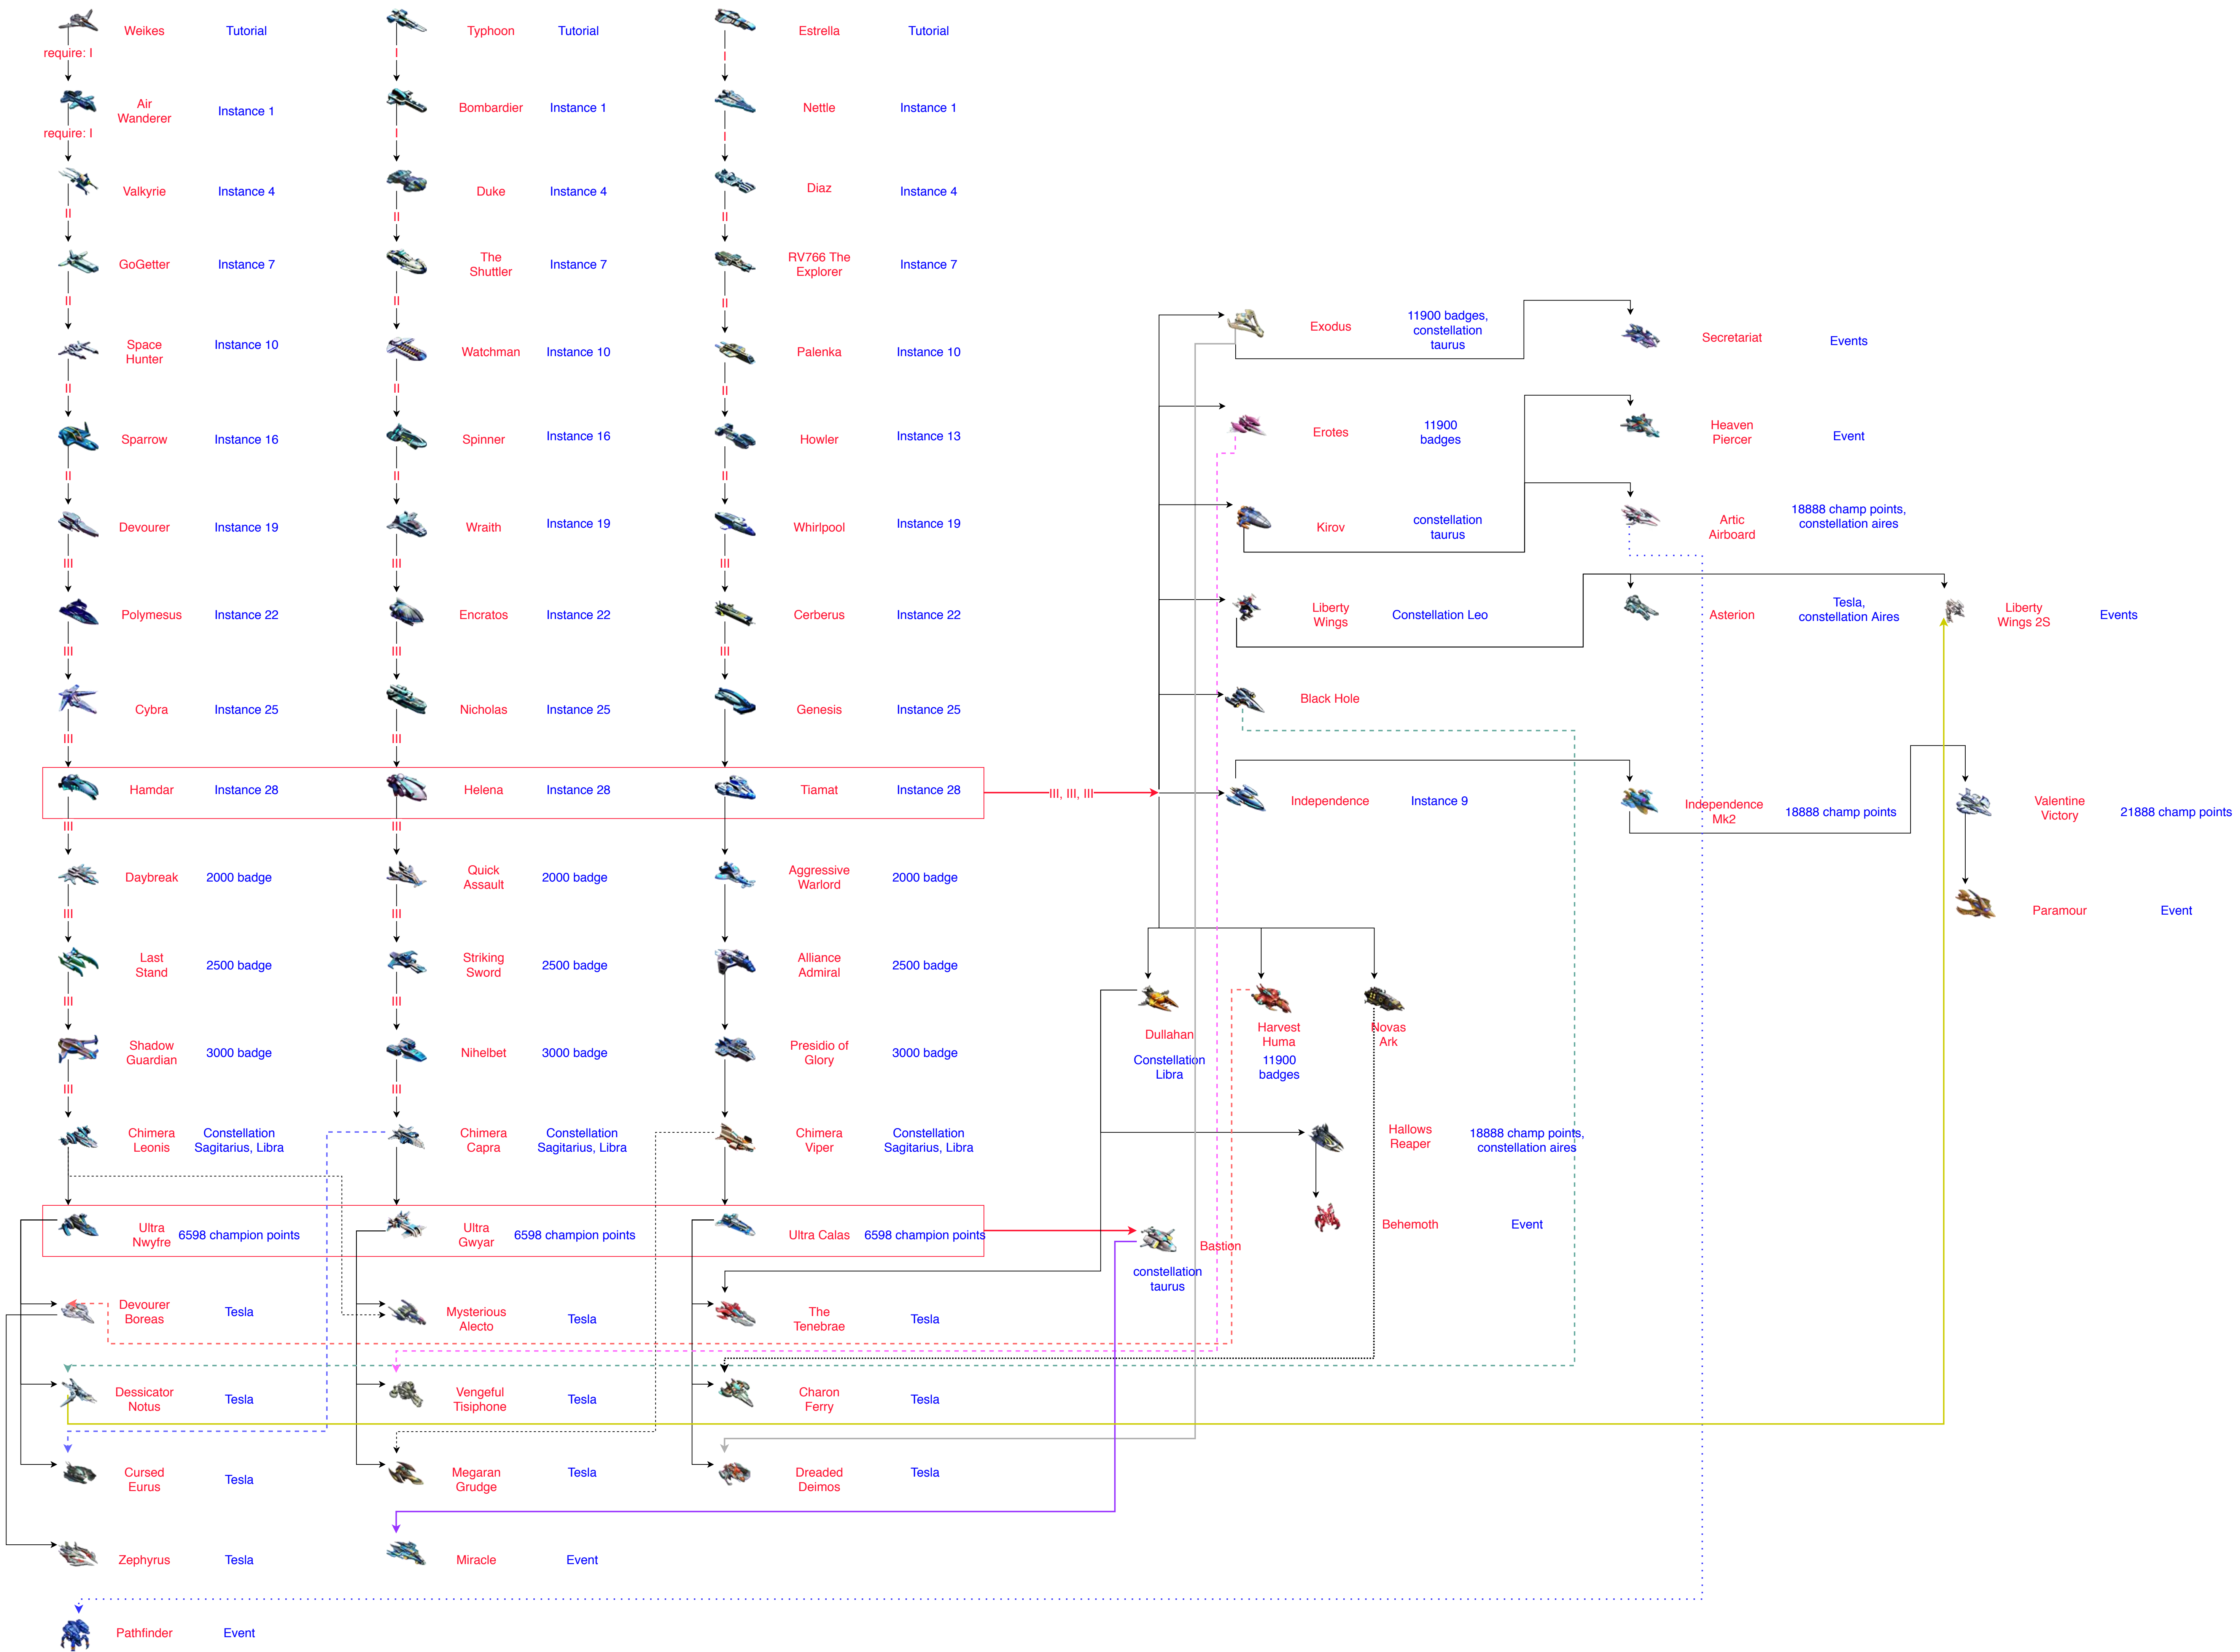 Weikes
Tutorial
Typhoon
Tutorial
Estrella
Tutorial
require: I
I
I
Air
Wanderer
Instance 1
Bombardier
Instance 1
Nettle
Instance 1
require: I
I
I
Valkyrie
Instance 4
Duke
Instance 4
Diaz
Instance 4
II
II
II
GoGetter
Instance 7
The
Shuttler
Instance 7
RV766 The
Explorer
Instance 7
II
II
II
Space
Hunter
Instance 10
Watchman
Instance 10
Palenka
Instance 10
II
II
II
Sparrow
Instance 16
Spinner
Instance 16
Howler
Instance 13
II
II
II
Devourer
Instance 19
Wraith
Instance 19
Whirlpool
Instance 19
III
III
III
Polymesus
Instance 22
Encratos
Instance 22
Cerberus
Instance 22
III
III
III
Cybra
Instance 25
Nicholas
Instance 25
Genesis
Instance 25
III
III
Hamdar
Instance 28
Helena
Instance 28
Tiamat
Instance 28
III, III, III
III
III
Daybreak
2000 badge
Quick
Assault
2000 badge
Aggressive
Warlord
2000 badge
III
III
Last
Stand
2500 badge
Striking
Sword
2500 badge
Alliance
Admiral
2500 badge
III
III
Shadow
Guardian
3000 badge
Nihelbet
3000 badge
Presidio of
Glory
3000 badge
III
III
Chimera
Leonis
Constellation
Sagitarius, Libra
Chimera
Capra
Constellation
Sagitarius, Libra
Chimera
Viper
Constellation
Sagitarius, Libra
Ultra
Nwyfre
6598 champion points
Ultra
Gwyar
6598 champion points
Ultra Calas
6598 champion points
Devourer
Boreas
Tesla
Mysterious
Alecto
Tesla
The
Tenebrae
Tesla
Dessicator
Notus
Tesla
Vengeful
Tisiphone
Tesla
Charon
Ferry
Tesla
Cursed
Eurus
Tesla
Megaran
Grudge
Tesla
Dreaded
Deimos
Tesla
Zephyrus
Tesla
Miracle
Event
Pathfinder
Event
Exodus
11900 badges,
constellation
taurus
Secretariat
Events
Erotes
11900
badges
Heaven
Piercer
Event
Kirov
constellation
taurus
Artic
Airboard
18888 champ points,
constellation aires
Liberty
Wings
Constellation Leo
Asterion
Tesla,
constellation Aires
Liberty
Wings 2S
Events
Black Hole
Independence
Instance 9
Independence
Mk2
18888 champ points
Valentine
Victory
21888 champ points
Paramour
Event
Dullahan
Constellation
Libra
Harvest
Huma
11900
badges
Novas
Ark
Hallows
Reaper
18888 champ points,
constellation aires
Behemoth
Event
Bastion
constellation
taurus